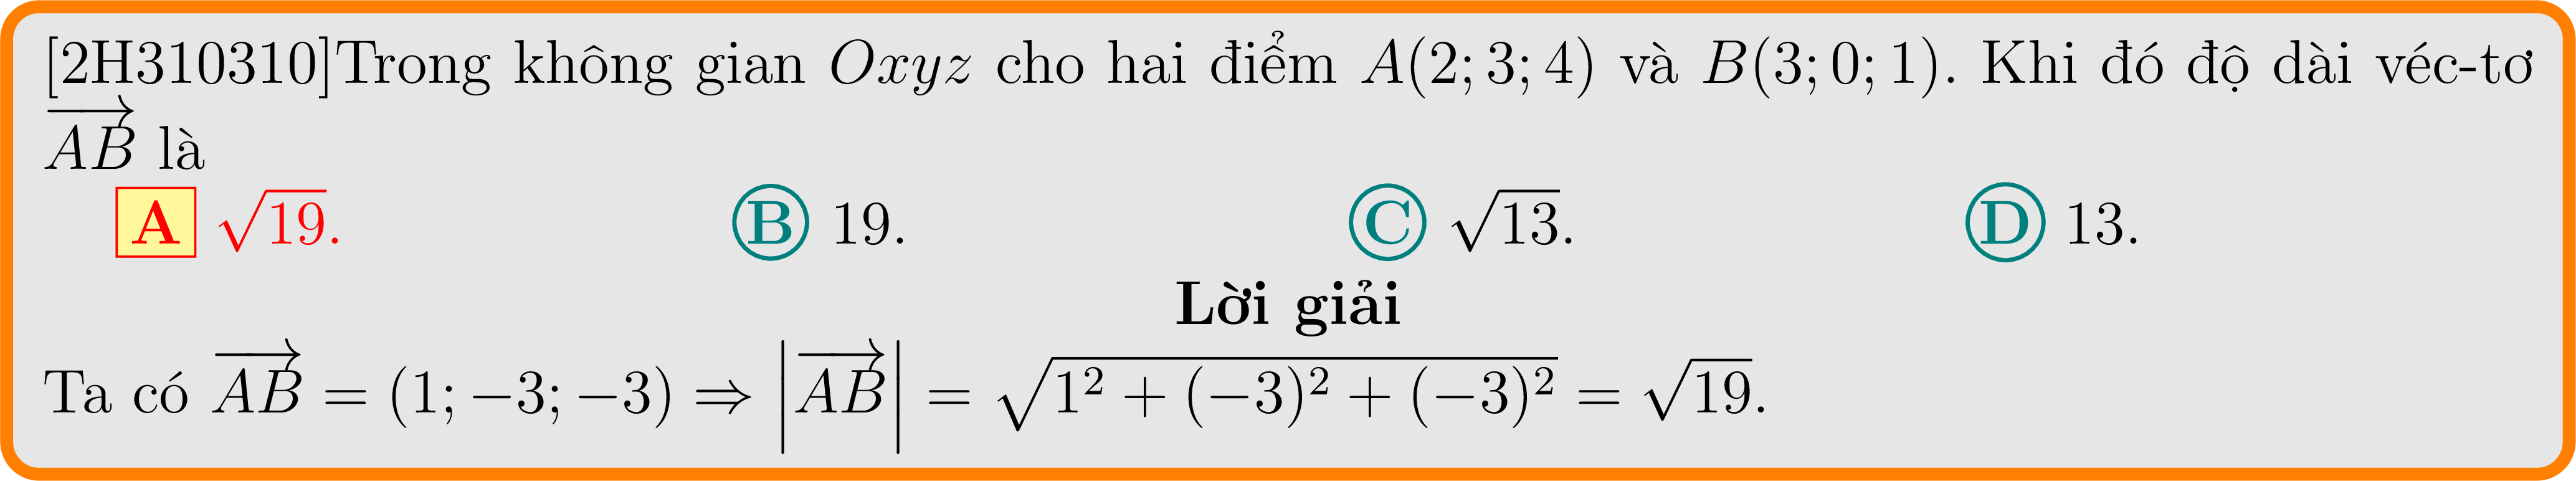 [2H310310]Trong không gian Oxyz cho hai điểm A(2; 3; 4) và B(3; 0; 1). Khi đó độ dài véc-tơ
$\overrightarrow{AB}$ là
A $\sqrt{19}$. B 19. C $\sqrt{13}$. D 13.
Lời giải
Ta có $\overrightarrow{AB} = (1; -3; -3) \Rightarrow \left|\overrightarrow{AB}\right| = \sqrt{1^2 + (-3)^2 + (-3)^2} = \sqrt{19}$.